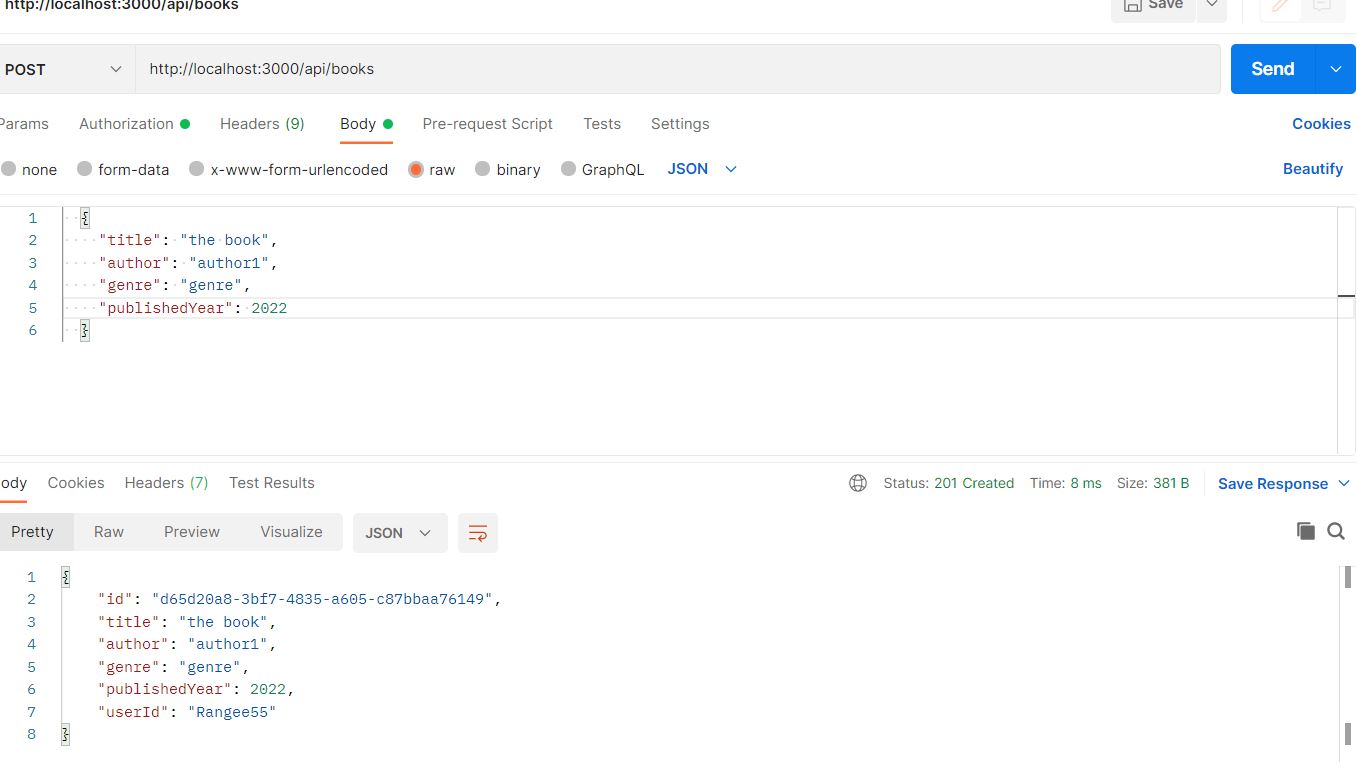 http://localhost:3000/api/books
Save
POST
http://localhost:3000/api/books
Send
Params
Authorization
Headers (9)
Body
Pre-request Script
Tests
Settings
Cookies
none
form-data
x-www-form-urlencoded
raw
binary
GraphQL
JSON
Beautify
1 {
2 "title": "the book",
3 "author": "author1",
4 "genre": "genre",
5 "publishedYear": 2022
6 }
ody
Cookies
Headers (7)
Test Results
Status: 201 Created
Time: 8 ms
Size: 381 B
Save Response
Pretty
Raw
Preview
Visualize
JSON
1 {
2 "id": "d65d20a8-3bf7-4835-a605-c87bbaa76149",
3 "title": "the book",
4 "author": "author1",
5 "genre": "genre",
6 "publishedYear": 2022,
7 "userId": "Rangee55"
8 }